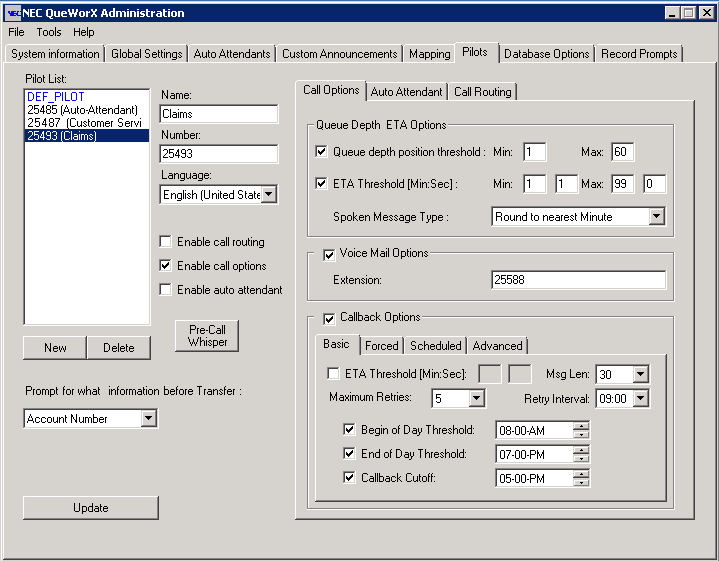 NEC NEC QueWorX Administration
File Tools Help
System information Global Settings Auto Attendants Custom Announcements Mapping Pilots Database Options Record Prompts
Pilot List:
DEF_PILOT
25485 (Auto-Attendant)
25487 (Customer Servi
25493 (Claims)
New Delete
Prompt for what information before Transfer :
Account Number
Update
Name:
Claims
Number:
25493
Language:
English (United State
Enable call routing
Enable call options
Enable auto attendant
Pre-Call
Whisper
Call Options Auto Attendant Call Routing
Queue Depth ETA Options
Queue depth position threshold : Min: 1 Max: 60
ETA Threshold [Min:Sec] : Min: 1 1 Max: 99 0
Spoken Message Type : Round to nearest Minute
Voice Mail Options
Extension: 25588
Callback Options
Basic Forced Scheduled Advanced
ETA Threshold [Min:Sec]: Msg Len: 30
Maximum Retries: 5 Retry Interval: 09:00
Begin of Day Threshold: 08-00-AM
End of Day Threshold: 07-00-PM
Callback Cutoff: 05-00-PM